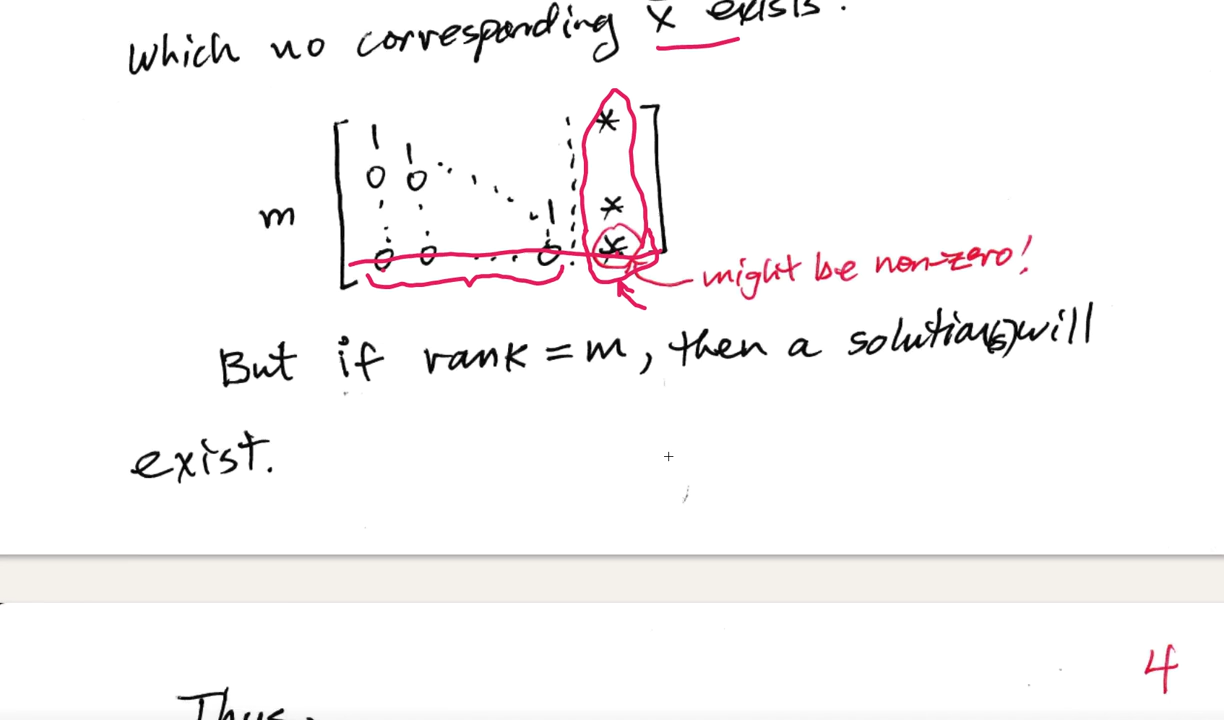 which no corresponding x exists.
m [ 1 1 ⋱ 1 ¦ * ]
[ 0 0 ¦ * ]
[ 0 0 .... 0 ¦ * ] might be non-zero!
But if rank = m, then a solution(s) will
exist.
4
Thus,